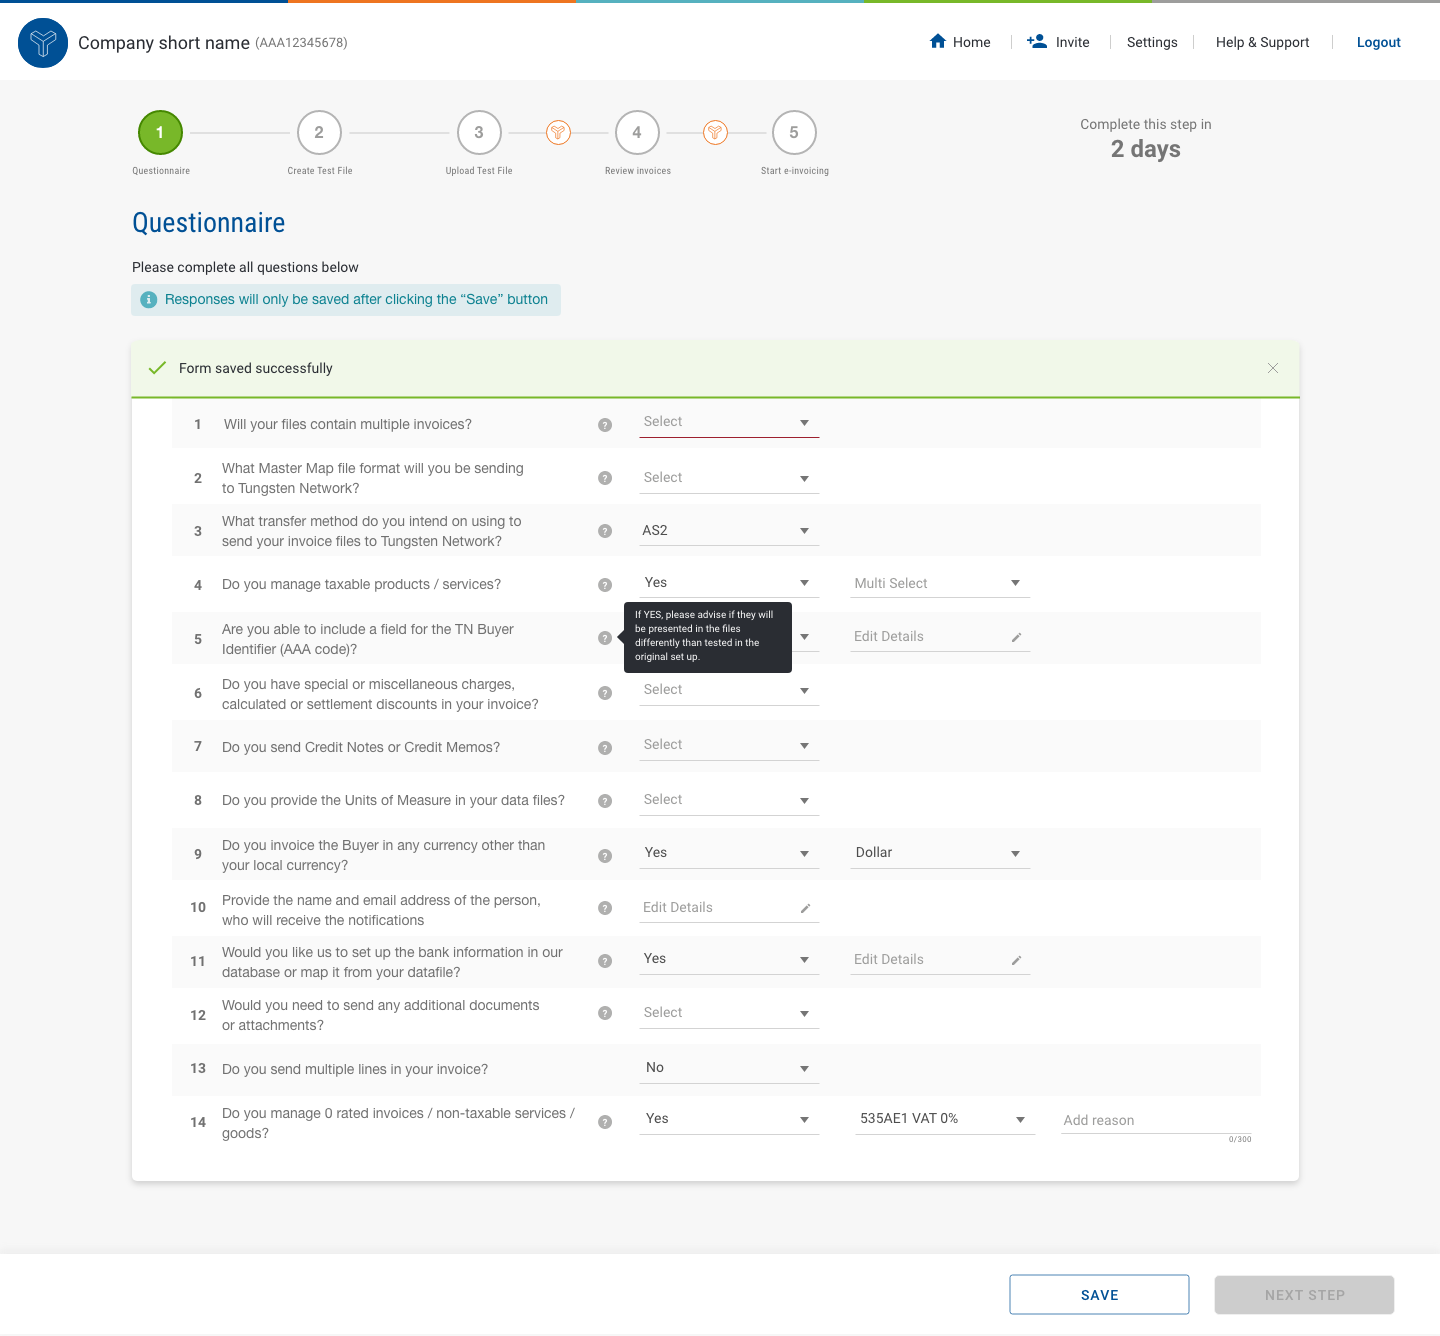 Company short name (AAA12345678)
Home
Invite
Settings
Help & Support
Logout
1
2
3
4
5
Questionnaire
Create Test File
Upload Test File
Review invoices
Start e-invoicing
Complete this step in
2 days
Questionnaire
Please complete all questions below
Responses will only be saved after clicking the “Save” button
Form saved successfully
1 Will your files contain multiple invoices? ? Select
2 What Master Map file format will you be sending
to Tungsten Network? ? Select
3 What transfer method do you intend on using to
send your invoice files to Tungsten Network? ? AS2
4 Do you manage taxable products / services? ? Yes Multi Select
5 Are you able to include a field for the TN Buyer
Identifier (AAA code)? ? Edit Details
If YES, please advise if they will
be presented in the files
differently than tested in the
original set up.
6 Do you have special or miscellaneous charges,
calculated or settlement discounts in your invoice? ? Select
7 Do you send Credit Notes or Credit Memos? ? Select
8 Do you provide the Units of Measure in your data files? ? Select
9 Do you invoice the Buyer in any currency other than
your local currency? ? Yes Dollar
10 Provide the name and email address of the person,
who will receive the notifications ? Edit Details
11 Would you like us to set up the bank information in our
database or map it from your datafile? ? Yes Edit Details
12 Would you need to send any additional documents
or attachments? ? Select
13 Do you send multiple lines in your invoice? No
14 Do you manage 0 rated invoices / non-taxable services /
goods? ? Yes 535AE1 VAT 0% Add reason
0/300
SAVE
NEXT STEP